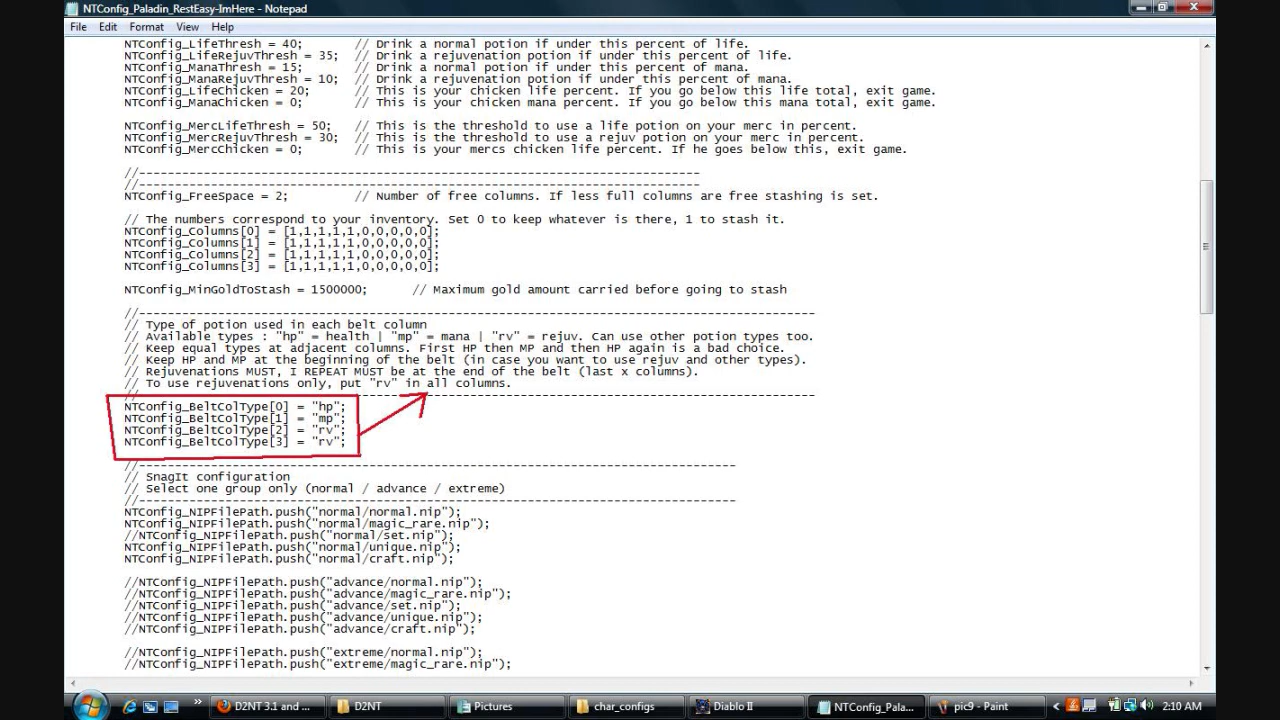 NTConfig_Paladin_RestEasy-ImHere - Notepad
File Edit Format View Help
NTConfig_LifeThresh = 40; // Drink a normal potion if under this percent of life.
NTConfig_LifeRejuvThresh = 35; // Drink a rejuvenation potion if under this percent of life.
NTConfig_ManaThresh = 15; // Drink a normal potion if under this percent of mana.
NTConfig_ManaRejuvThresh = 10; // Drink a rejuvenation potion if under this percent of mana.
NTConfig_LifeChicken = 20; // This is your chicken life percent. If you go below this life total, exit game.
NTConfig_ManaChicken = 0; // This is your chicken mana percent. If you go below this mana total, exit game.
NTConfig_MercLifeThresh = 50; // This is the threshold to use a life potion on your merc in percent.
NTConfig_MercRejuvThresh = 30; // This is the threshold to use a rejuv potion on your merc in percent.
NTConfig_MercChicken = 0; // This is your mercs chicken life percent. If he goes below this, exit game.
//------------------------------------------------------------------------------
//------------------------------------------------------------------------------
NTConfig_FreeSpace = 2; // Number of free columns. If less full columns are free stashing is set.
// The numbers correspond to your inventory. Set 0 to keep whatever is there, 1 to stash it.
NTConfig_Columns[0] = [1,1,1,1,1,0,0,0,0,0];
NTConfig_Columns[1] = [1,1,1,1,1,0,0,0,0,0];
NTConfig_Columns[2] = [1,1,1,1,1,0,0,0,0,0];
NTConfig_Columns[3] = [1,1,1,1,1,0,0,0,0,0];
NTConfig_MinGoldToStash = 1500000; // Maximum gold amount carried before going to stash
//----------------------------------------------------------------------------------------------
// Type of potion used in each belt column
// Available types : "hp" = health | "mp" = mana | "rv" = rejuv. Can use other potion types too.
// Keep equal types at adjacent columns. First HP then MP and then HP again is a bad choice.
// Keep HP and MP at the beginning of the belt (in case you want to use rejuv and other types).
// Rejuvenations MUST, I REPEAT MUST be at the end of the belt (last x columns).
// To use rejuvenations only, put "rv" in all columns.
//----------------------------------------------------------------------------------------------
NTConfig_BeltColType[0] = "hp";
NTConfig_BeltColType[1] = "mp";
NTConfig_BeltColType[2] = "rv";
NTConfig_BeltColType[3] = "rv";
//-----------------------------------------------------------------------------------
// SnagIt configuration
// Select one group only (normal / advance / extreme)
//-----------------------------------------------------------------------------------
NTConfig_NIPFilePath.push("normal/normal.nip");
NTConfig_NIPFilePath.push("normal/magic_rare.nip");
//NTConfig_NIPFilePath.push("normal/set.nip");
NTConfig_NIPFilePath.push("normal/unique.nip");
NTConfig_NIPFilePath.push("normal/craft.nip");
//NTConfig_NIPFilePath.push("advance/normal.nip");
//NTConfig_NIPFilePath.push("advance/magic_rare.nip");
//NTConfig_NIPFilePath.push("advance/set.nip");
//NTConfig_NIPFilePath.push("advance/unique.nip");
//NTConfig_NIPFilePath.push("advance/craft.nip");
//NTConfig_NIPFilePath.push("extreme/normal.nip");
//NTConfig_NIPFilePath.push("extreme/magic_rare.nip");
D2NT 3.1 and ... D2NT Pictures char_configs Diablo II NTConfig_Pala... pic9 - Paint 2:10 AM